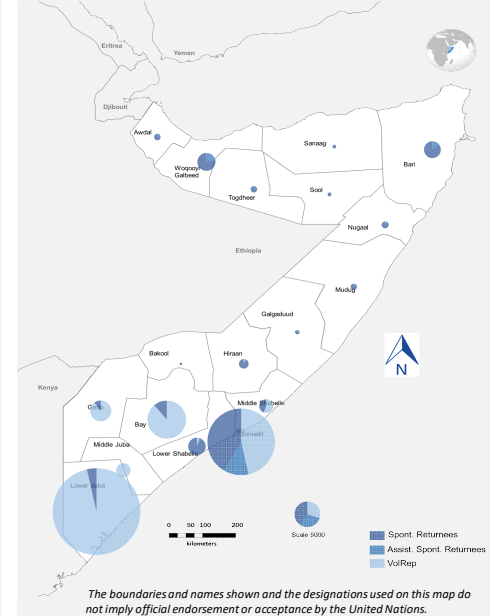 Eritrea
Yemen
Djibouti
Awdal
Sanaag
Bari
Woqooyi
Galbeed
Togdheer
Sool
Nugaal
Ethiopia
Mudug
Galgaduud
Bakool
Hiraan
N
Kenya
Gedo
Middle Shabelle
Bay
Banadir
Middle Juba
Lower Shabelle
Lower Juba
0 50 100 200
kilometers
Scale 5000
Spont. Returnees
Assist. Spont. Returnees
VolRep
The boundaries and names shown and the designations used on this map do
not imply official endorsement or acceptance by the United Nations.